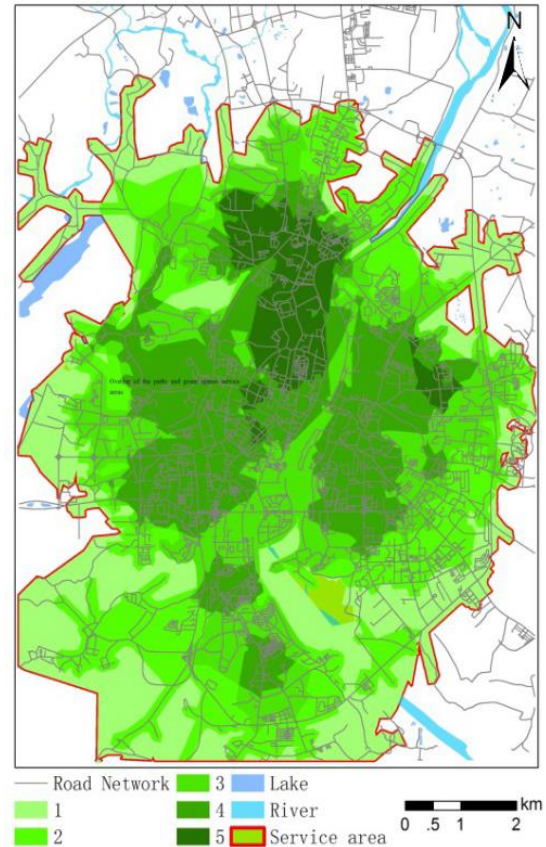 N
Overlay of the parks and green spaces service
areas
Road Network
1
2
3
4
5
Lake
River
Service area
km
0 .5 1 2